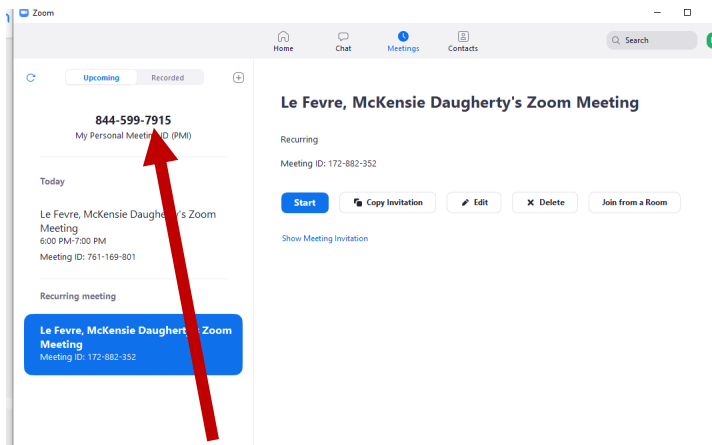 Zoom
Home Chat Meetings Contacts
Search
Upcoming Recorded
844-599-7915
My Personal Meeting ID (PMI)
Today
Le Fevre, McKensie Daugherty's Zoom
Meeting
6:00 PM-7:00 PM
Meeting ID: 761-169-801
Recurring meeting
Le Fevre, McKensie Daugherty's Zoom
Meeting
Meeting ID: 172-882-352
Le Fevre, McKensie Daugherty's Zoom Meeting
Recurring
Meeting ID: 172-882-352
Start Copy Invitation Edit Delete Join from a Room
Show Meeting Invitation